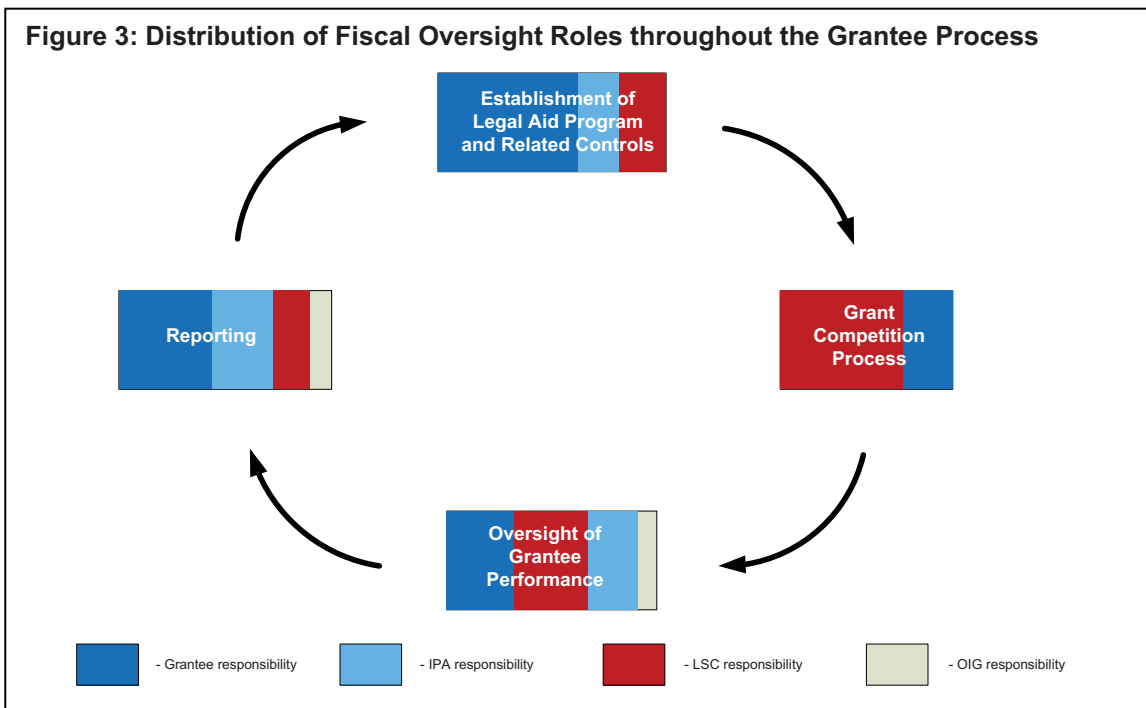 Figure 3: Distribution of Fiscal Oversight Roles throughout the Grantee Process
Establishment of
Legal Aid Program
and Related Controls
Reporting
Grant
Competition
Process
Oversight of
Grantee
Performance
- Grantee responsibility
- IPA responsibility
- LSC responsibility
- OIG responsibility